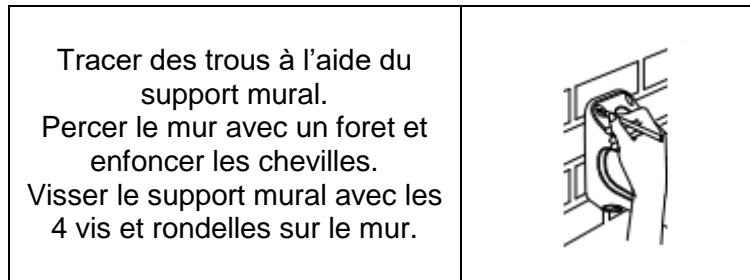 Tracer des trous à l’aide du
support mural.
Percer le mur avec un foret et
enfoncer les chevilles.
Visser le support mural avec les
4 vis et rondelles sur le mur.